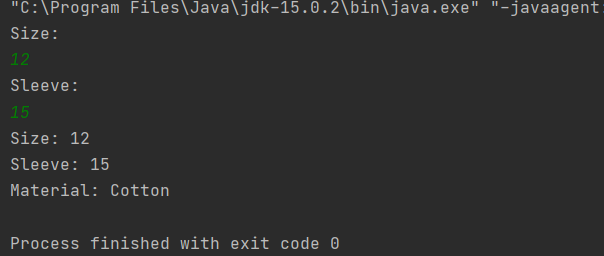 "C:\Program Files\Java\jdk-15.0.2\bin\java.exe" "-javaagent:
Size:
12
Sleeve:
15
Size: 12
Sleeve: 15
Material: Cotton
Process finished with exit code 0